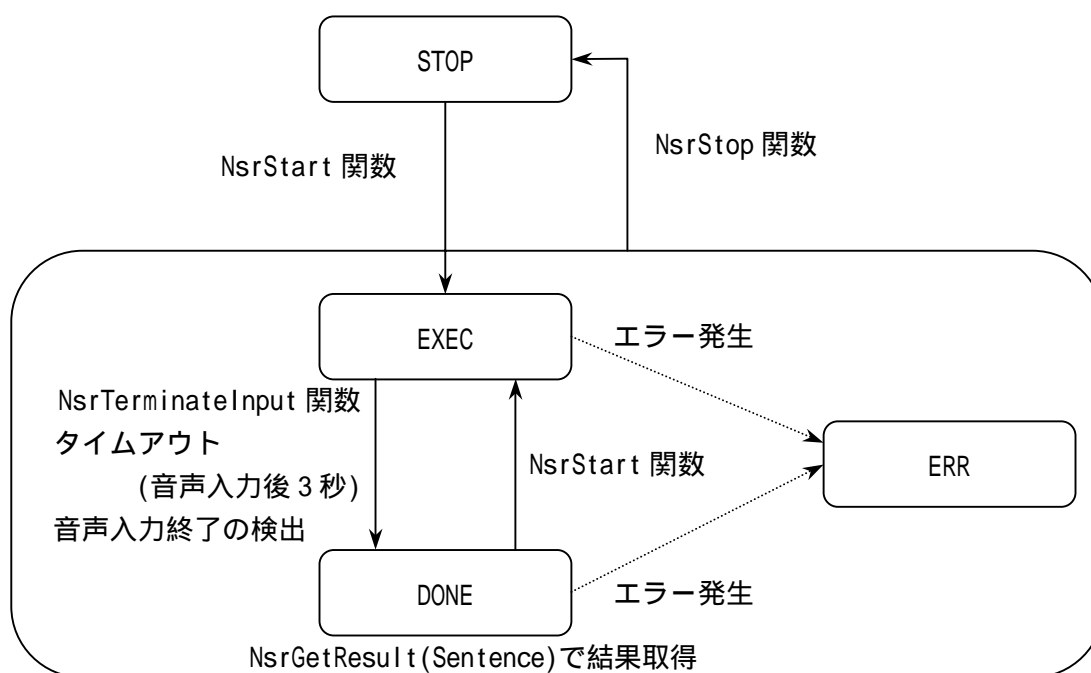 STOP
NsrStart 関数
NsrStop 関数
EXEC
エラー発生
NsrTerminateInput 関数
タイムアウト
(音声入力後 3 秒)
音声入力終了の検出
NsrStart 関数
ERR
DONE
エラー発生
NsrGetResult(Sentence)で結果取得